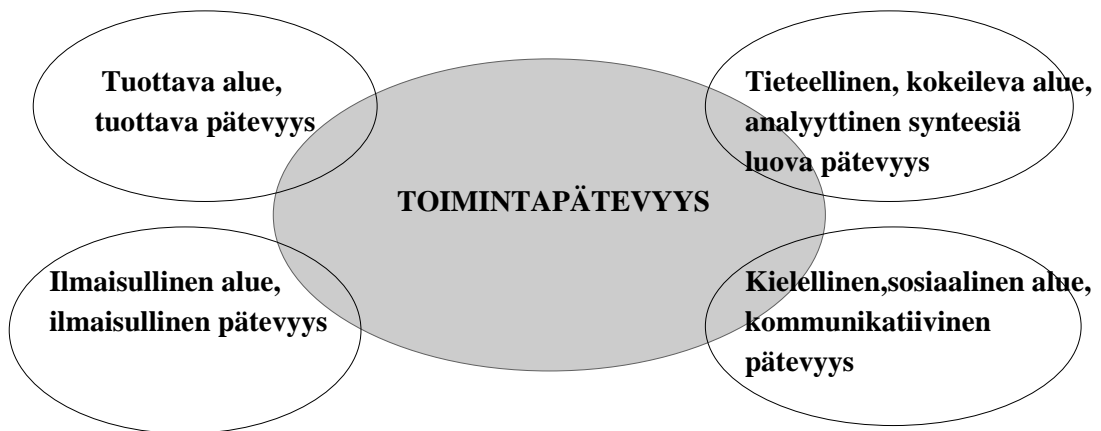 Tuottava alue,
tuottava pätevyys
Tieteellinen, kokeileva alue,
analyyttinen synteesiä
luova pätevyys
TOIMINTAPÄTEVYYS
Ilmaisullinen alue,
ilmaisullinen pätevyys
Kielellinen,sosiaalinen alue,
kommunikatiivinen
pätevyys